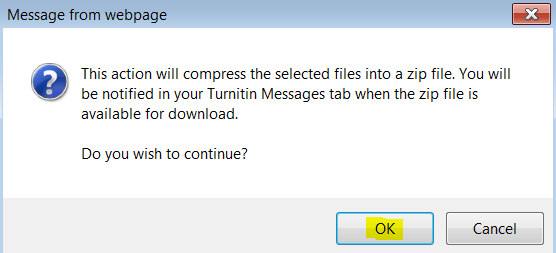 Message from webpage
This action will compress the selected files into a zip file. You will
be notified in your Turnitin Messages tab when the zip file is
available for download.
Do you wish to continue?
OK
Cancel